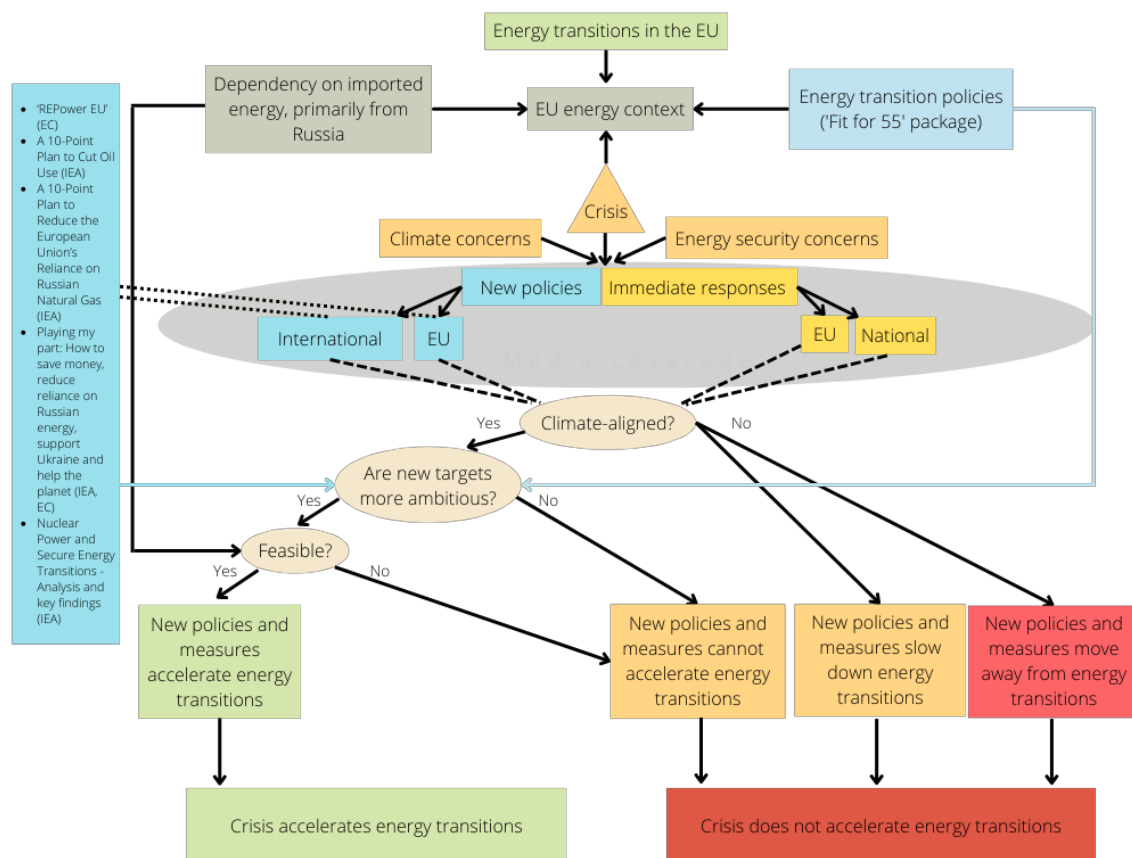 Energy transitions in the EU
Dependency on imported
energy, primarily from
Russia
EU energy context
Energy transition policies
('Fit for 55' package)
• 'REPower EU'
(EC)
• A 10-Point
Plan to Cut Oil
Use (IEA)
• A 10-Point
Plan to
Reduce the
European
Union's
Reliance on
Russian
Natural Gas
(IEA)
• Playing my
part: How to
save money,
reduce
reliance on
Russian
energy,
support
Ukraine and
help the
planet (IEA,
EC)
• Nuclear
Power and
Secure Energy
Transitions -
Analysis and
key findings
(IEA)
Crisis
Climate concerns
Energy security concerns
New policies
Immediate responses
International
EU
EU
National
Media coverage
Climate-aligned?
Yes
No
Are new targets
more ambitious?
Yes
No
Feasible?
Yes
No
New policies and
measures
accelerate energy
transitions
New policies and
measures cannot
accelerate energy
transitions
New policies and
measures slow
down energy
transitions
New policies and
measures move
away from energy
transitions
Crisis accelerates energy transitions
Crisis does not accelerate energy transitions